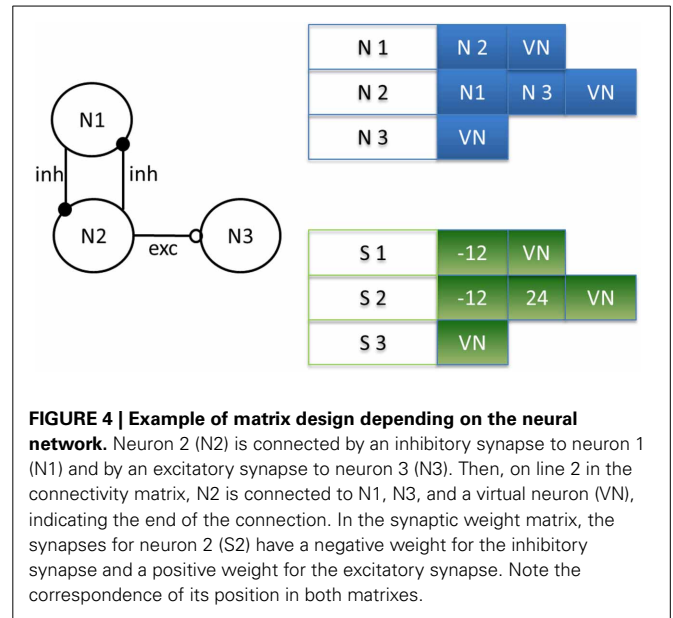 N1
inh
inh
N2
exc
N3
N 1 N 2 VN
N 2 N1 N 3 VN
N 3 VN
S 1 -12 VN
S 2 -12 24 VN
S 3 VN
FIGURE 4 | Example of matrix design depending on the neural
network. Neuron 2 (N2) is connected by an inhibitory synapse to neuron 1
(N1) and by an excitatory synapse to neuron 3 (N3). Then, on line 2 in the
connectivity matrix, N2 is connected to N1, N3, and a virtual neuron (VN),
indicating the end of the connection. In the synaptic weight matrix, the
synapses for neuron 2 (S2) have a negative weight for the inhibitory
synapse and a positive weight for the excitatory synapse. Note the
correspondence of its position in both matrixes.